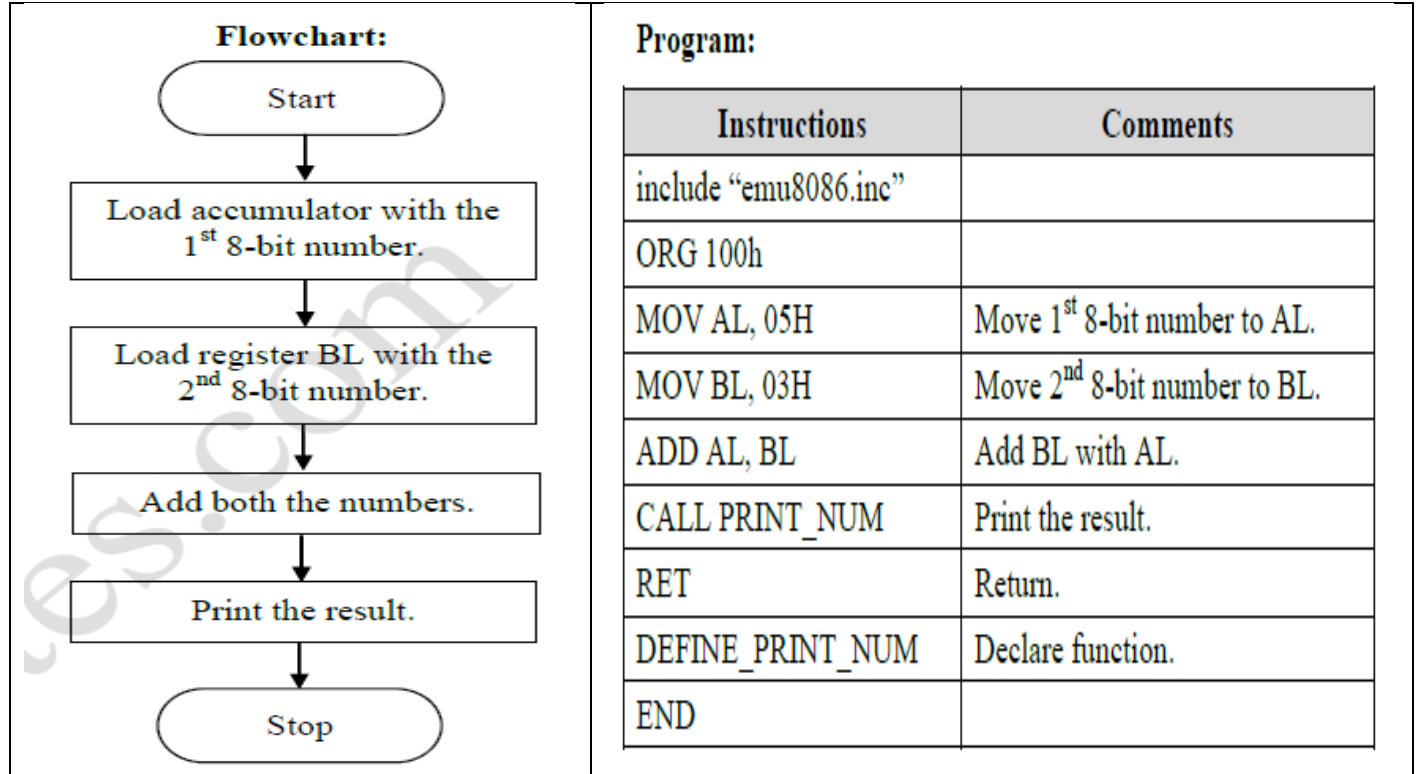 Flowchart:
Start
Load accumulator with the
1st 8-bit number.
Load register BL with the
2nd 8-bit number.
Add both the numbers.
Print the result.
Stop
tes.com
Program:
Instructions Comments
include “emu8086.inc”
ORG 100h
MOV AL, 05H Move 1st 8-bit number to AL.
MOV BL, 03H Move 2nd 8-bit number to BL.
ADD AL, BL Add BL with AL.
CALL PRINT_NUM Print the result.
RET Return.
DEFINE_PRINT_NUM Declare function.
END